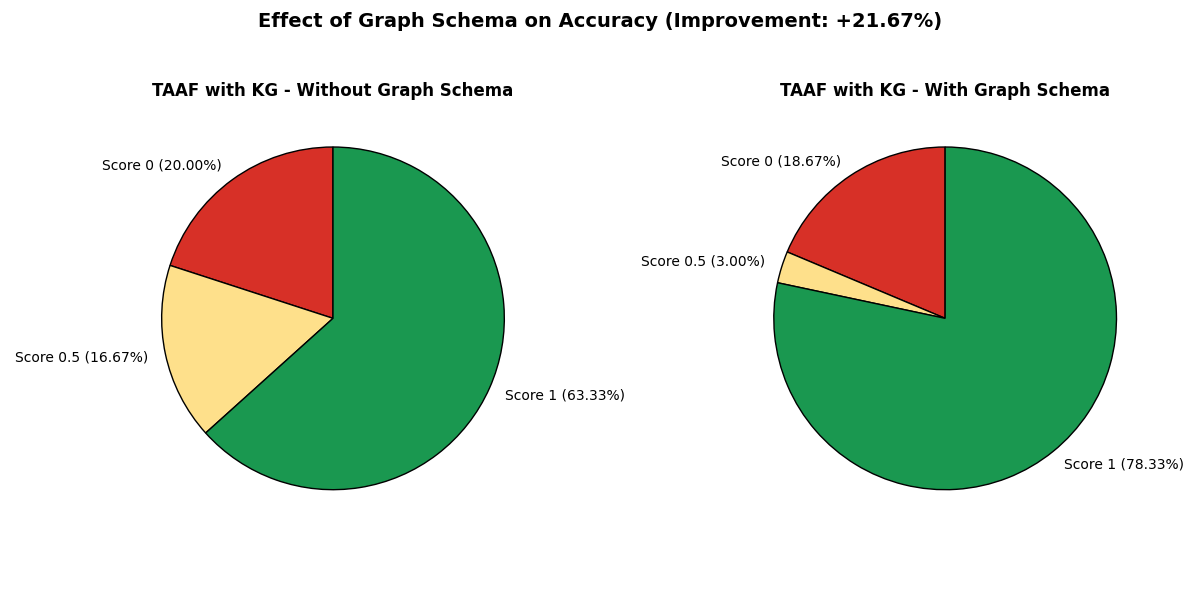 Effect of Graph Schema on Accuracy (Improvement: +21.67%)
TAAF with KG - Without Graph Schema
Score 0 (20.00%)
Score 0.5 (16.67%)
Score 1 (63.33%)
TAAF with KG - With Graph Schema
Score 0 (18.67%)
Score 0.5 (3.00%)
Score 1 (78.33%)